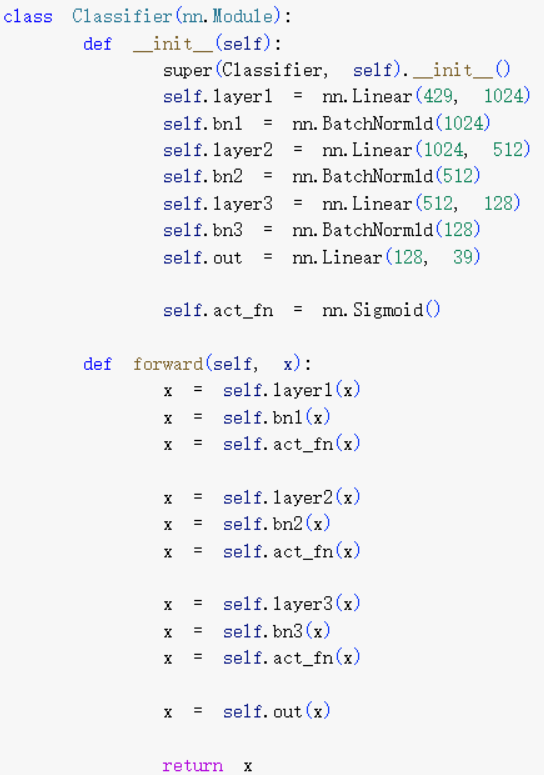 class Classifier(nn.Module):
    def __init__(self):
        super(Classifier, self).__init__()
        self.layer1 = nn.Linear(429, 1024)
        self.bn1 = nn.BatchNorm1d(1024)
        self.layer2 = nn.Linear(1024, 512)
        self.bn2 = nn.BatchNorm1d(512)
        self.layer3 = nn.Linear(512, 128)
        self.bn3 = nn.BatchNorm1d(128)
        self.out = nn.Linear(128, 39)

        self.act_fn = nn.Sigmoid()

    def forward(self, x):
        x = self.layer1(x)
        x = self.bn1(x)
        x = self.act_fn(x)

        x = self.layer2(x)
        x = self.bn2(x)
        x = self.act_fn(x)

        x = self.layer3(x)
        x = self.bn3(x)
        x = self.act_fn(x)

        x = self.out(x)

        return x